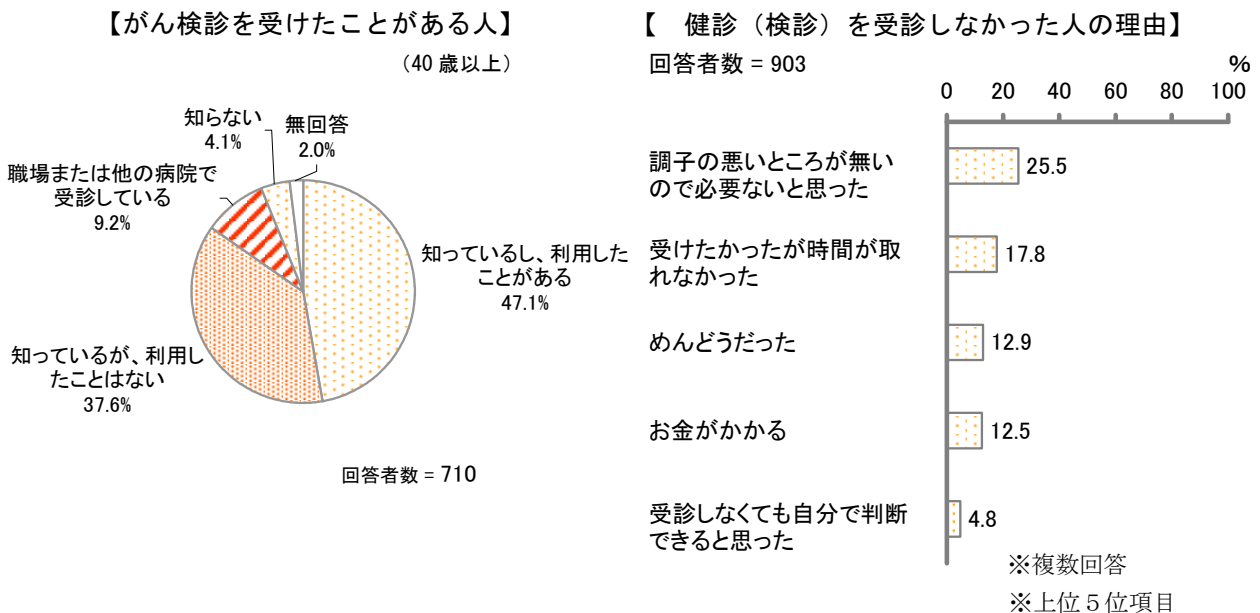 【がん検診を受けたことがある人】
（40 歳以上）
知らない
4.1%
無回答
2.0%
職場または他の病院で
受診している
9.2%
知っているし、利用した
ことがある
47.1%
知っているが、利用し
たことはない
37.6%
回答者数 = 710
【　健診（検診）を受診しなかった人の理由】
回答者数 = 903
%
0 20 40 60 80 100
調子の悪いところが無い
ので必要ないと思った
25.5
受けたかったが時間が取
れなかった
17.8
めんどうだった
12.9
お金がかかる
12.5
受診しなくても自分で判断
できると思った
4.8
※複数回答
※上位５位項目